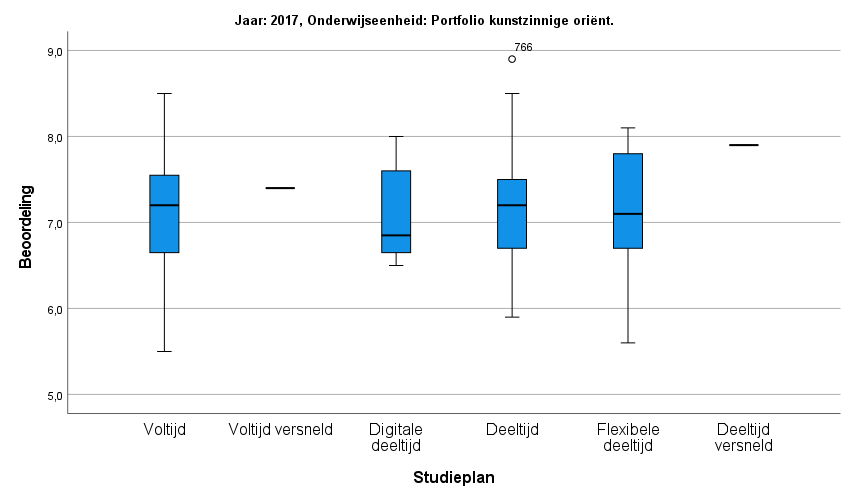 Jaar: 2017, Onderwijseenheid: Portfolio kunstzinnige oriënt.
766
9,0
8,0
7,0
6,0
5,0
Beoordeling
Voltijd
Voltijd versneld
Digitale
deeltijd
Deeltijd
Flexibele
deeltijd
Deeltijd
versneld
Studieplan